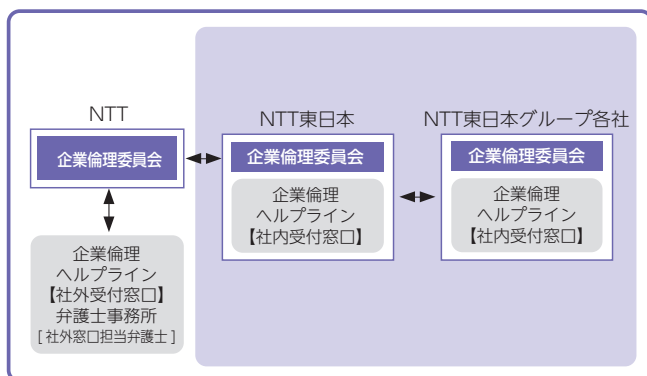 NTT
企業倫理委員会
企業倫理
ヘルプライン
【社外受付窓口】
弁護士事務所
[ 社外窓口担当弁護士 ]
NTT東日本
企業倫理委員会
企業倫理
ヘルプライン
【社内受付窓口】
NTT東日本グループ各社
企業倫理委員会
企業倫理
ヘルプライン
【社内受付窓口】